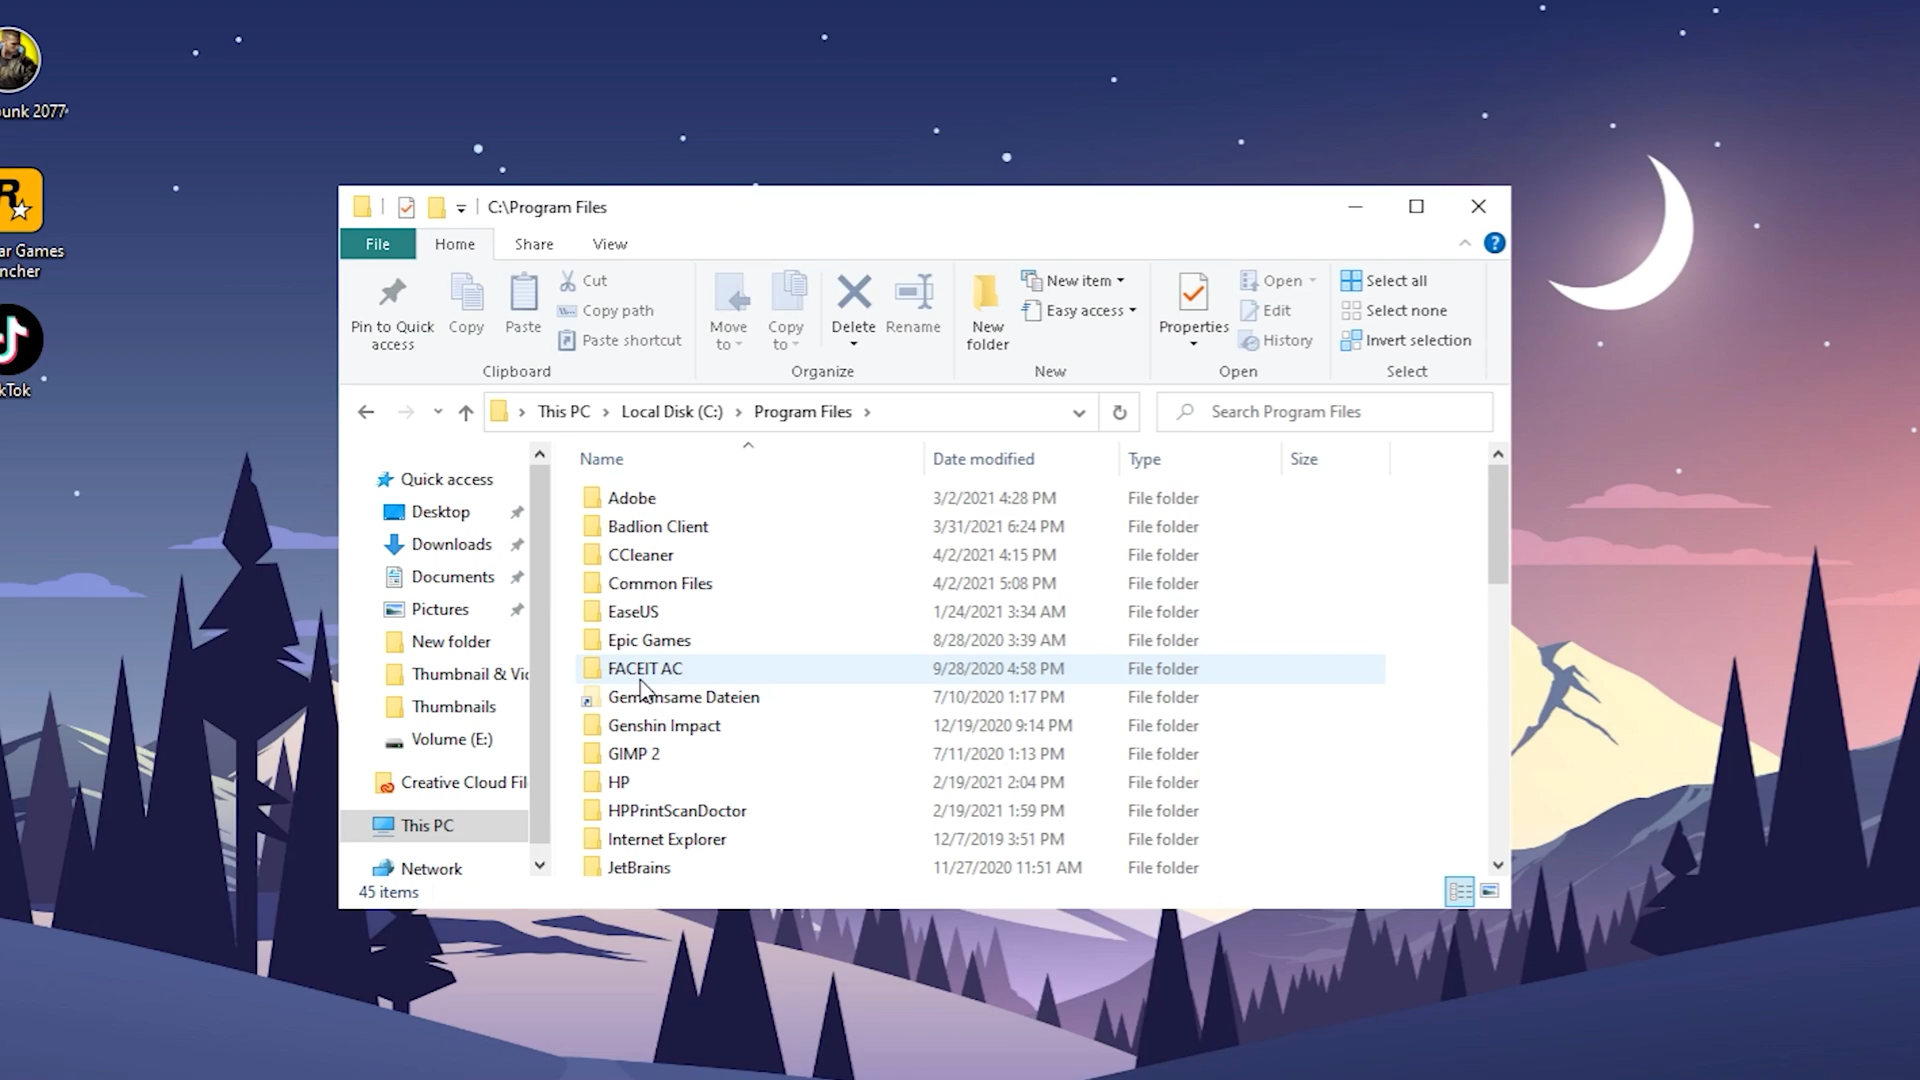 unk 2077
R
ar Games
ncher
kTok
C:\Program Files
File Home Share View
?
Pin to Quick access
Copy
Paste
Cut
Copy path
Paste shortcut
Clipboard
Move to
Copy to
Delete
Rename
Organize
New folder
New item
Easy access
New
Properties
Open
Edit
History
Open
Select all
Select none
Invert selection
Select
This PC > Local Disk (C:) > Program Files >
Search Program Files
Quick access
Desktop
Downloads
Documents
Pictures
New folder
Thumbnail & Vic
Thumbnails
Volume (E:)
Creative Cloud Fil
This PC
Network
Name Date modified Type Size
Adobe 3/2/2021 4:28 PM File folder
Badlion Client 3/31/2021 6:24 PM File folder
CCleaner 4/2/2021 4:15 PM File folder
Common Files 4/2/2021 5:08 PM File folder
EaseUS 1/24/2021 3:34 AM File folder
Epic Games 8/28/2020 3:39 AM File folder
FACEIT AC 9/28/2020 4:58 PM File folder
Gemeinsame Dateien 7/10/2020 1:17 PM File folder
Genshin Impact 12/19/2020 9:14 PM File folder
GIMP 2 7/11/2020 1:13 PM File folder
HP 2/19/2021 2:04 PM File folder
HPPrintScanDoctor 2/19/2021 1:59 PM File folder
Internet Explorer 12/7/2019 3:51 PM File folder
JetBrains 11/27/2020 11:51 AM File folder
45 items